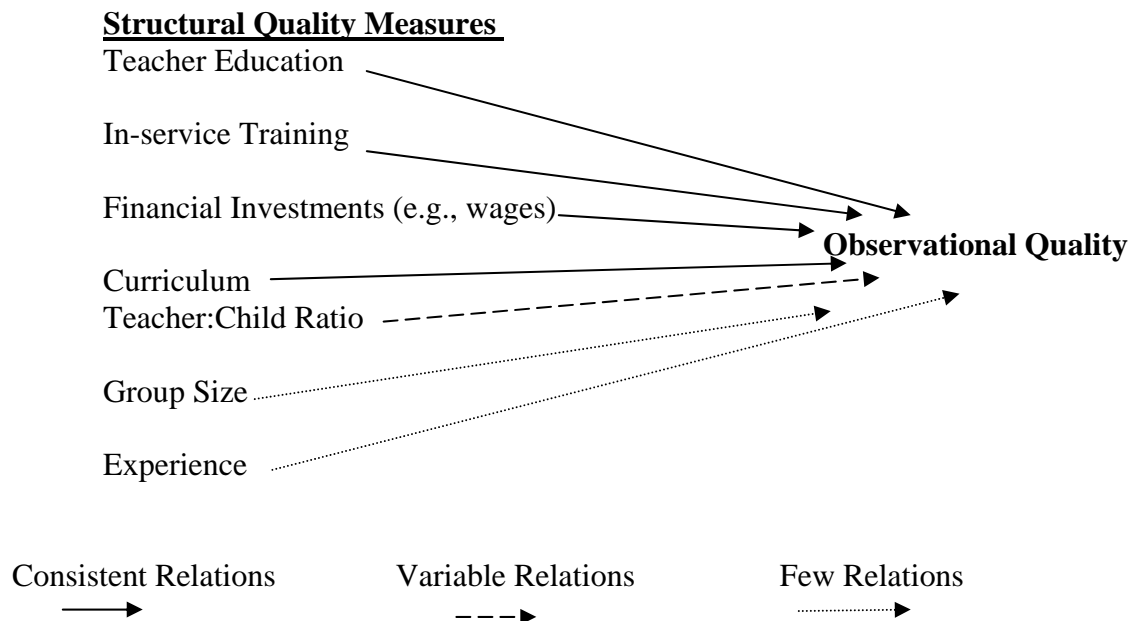 Structural Quality Measures
Teacher Education
In-service Training
Financial Investments (e.g., wages)
Observational Quality
Curriculum
Teacher:Child Ratio
Group Size
Experience
Consistent Relations
Variable Relations
Few Relations